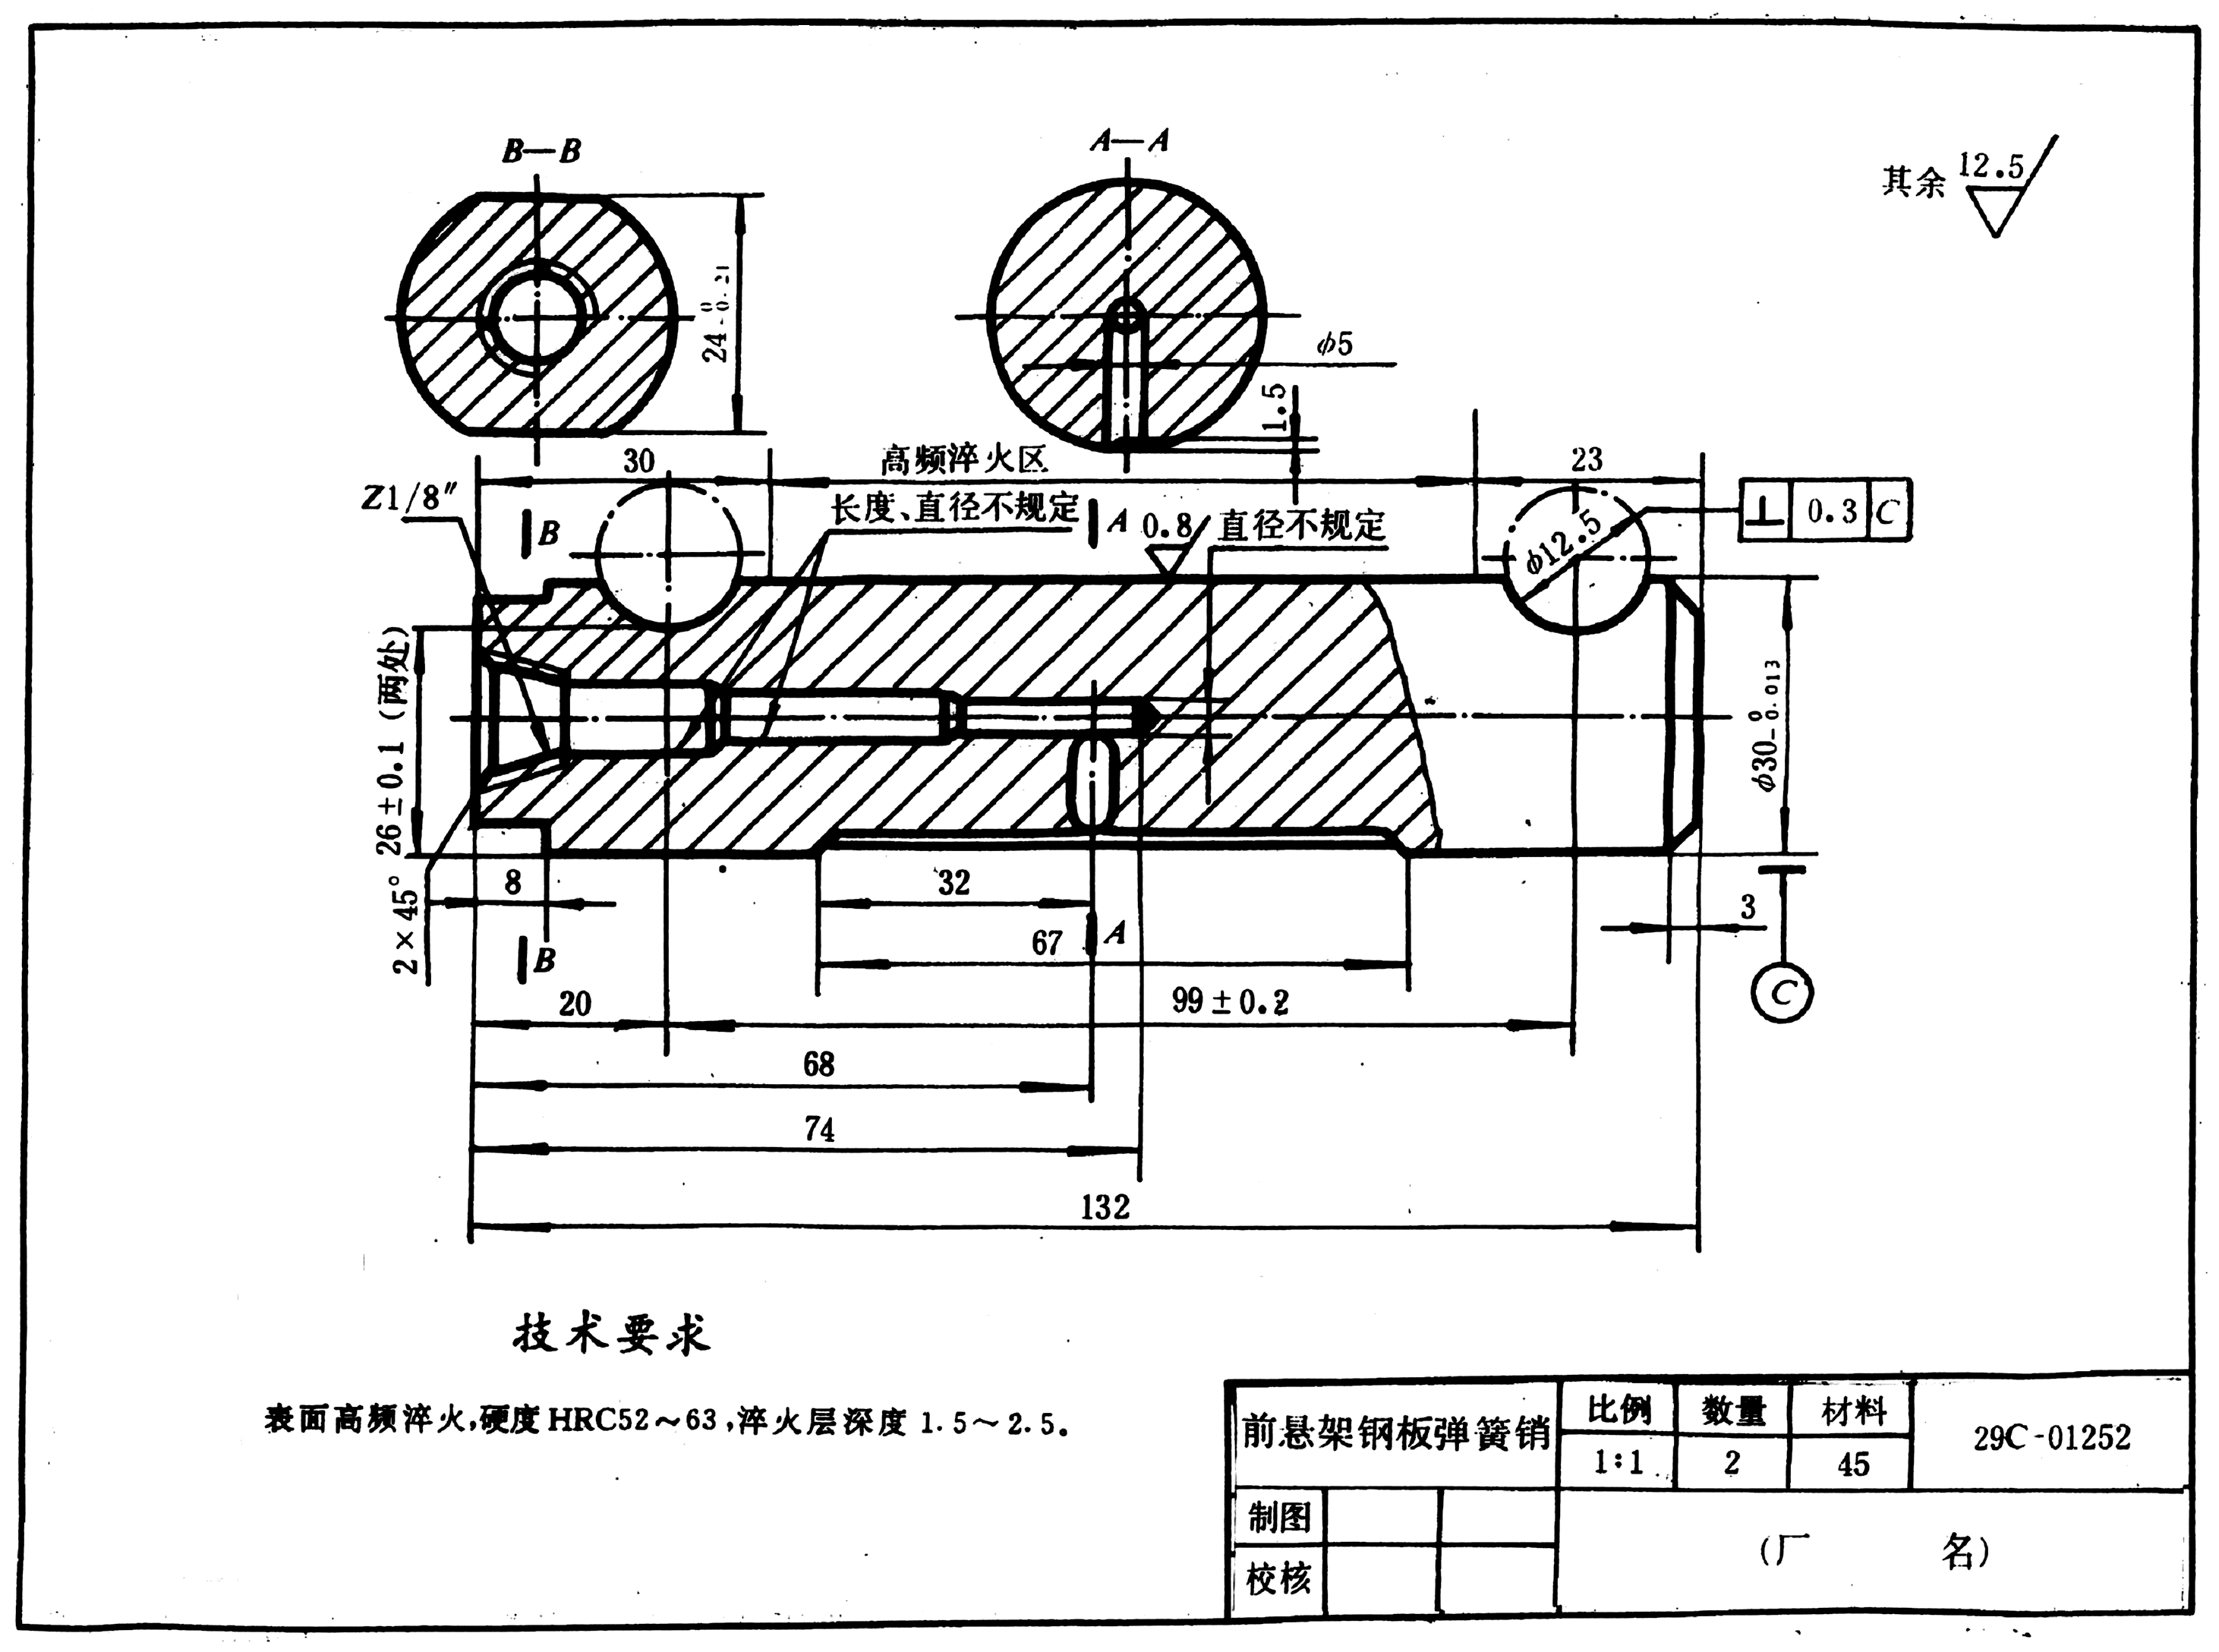 B—B
A—A
其余 12.5
24 0 -0.21
φ5
1.5
30
高频淬火区
23
Z1/8″
长度、直径不规定
B
A
0.8
直径不规定
φ12.5
⊥ 0.3 C
26±0.1(两处)
φ30 0 -0.013
2×45°
8
32
3
B
67
A
C
20
99±0.2
68
74
132
技术要求
表面高频淬火,硬度HRC52~63,淬火层深度1.5~2.5。
前悬架钢板弹簧销
比例 数量 材料
29C-01252
1:1 2 45
制图
校核
(厂 名)